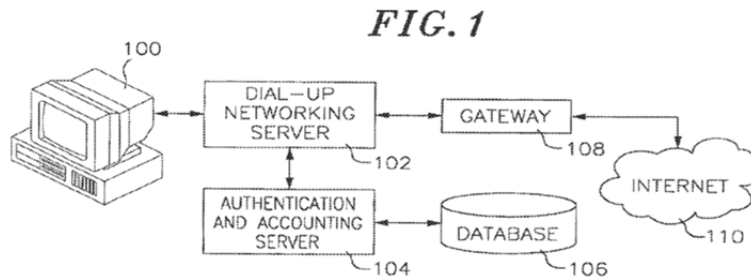 FIG. 1
100
DIAL-UP
NETWORKING
SERVER
102
GATEWAY
108
INTERNET
110
AUTHENTICATION
AND ACCOUNTING
SERVER
104
DATABASE
106